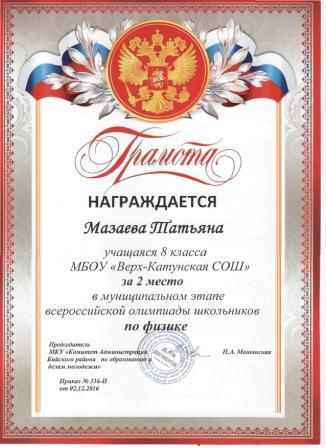 Грамота
НАГРАЖДАЕТСЯ
Мазаева Татьяна
учащаяся 8 класса
МБОУ «Верх-Катунская СОШ»
за 2 место
в муниципальном этапе
всероссийской олимпиады школьников
по физике
Председатель
МКУ «Комитет Администрации
Бийского района по образованию и
делам молодежи»
Н.А. Машанская
Приказ № 336-П
от 02.12.2016